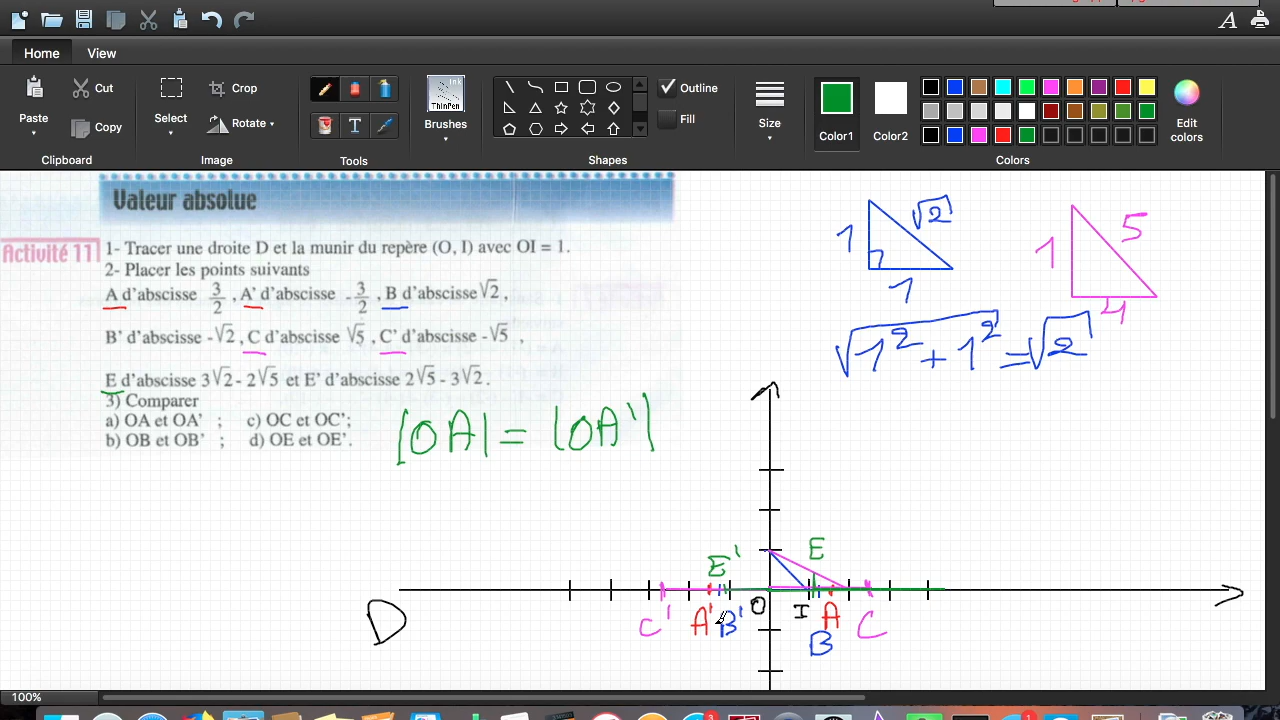 Home View
Paste Cut Copy Select Crop Rotate Brushes Outline Fill Size Color1 Color2 Edit colors
Ink ThinPen
Clipboard Image Tools Shapes Colors
Valeur absolue
Activité 11 1- Tracer une droite D et la munir du repère (O, I) avec OI = 1.
2- Placer les points suivants
A d'abscisse 3/2 , A' d'abscisse -3/2 , B d'abscisse √2 ,
B' d'abscisse -√2 , C d'abscisse √5 , C' d'abscisse -√5 ,
E d'abscisse 3√2 - 2√5 et E' d'abscisse 2√5 - 3√2 .
3) Comparer
a) OA et OA' ; c) OC et OC';
b) OB et OB' ; d) OE et OE'.
|OA| = |OA'|
1 √2 1
1 5 4
√1² + 1² = √2
E' E
D C' A' B' O I A C
B
100%